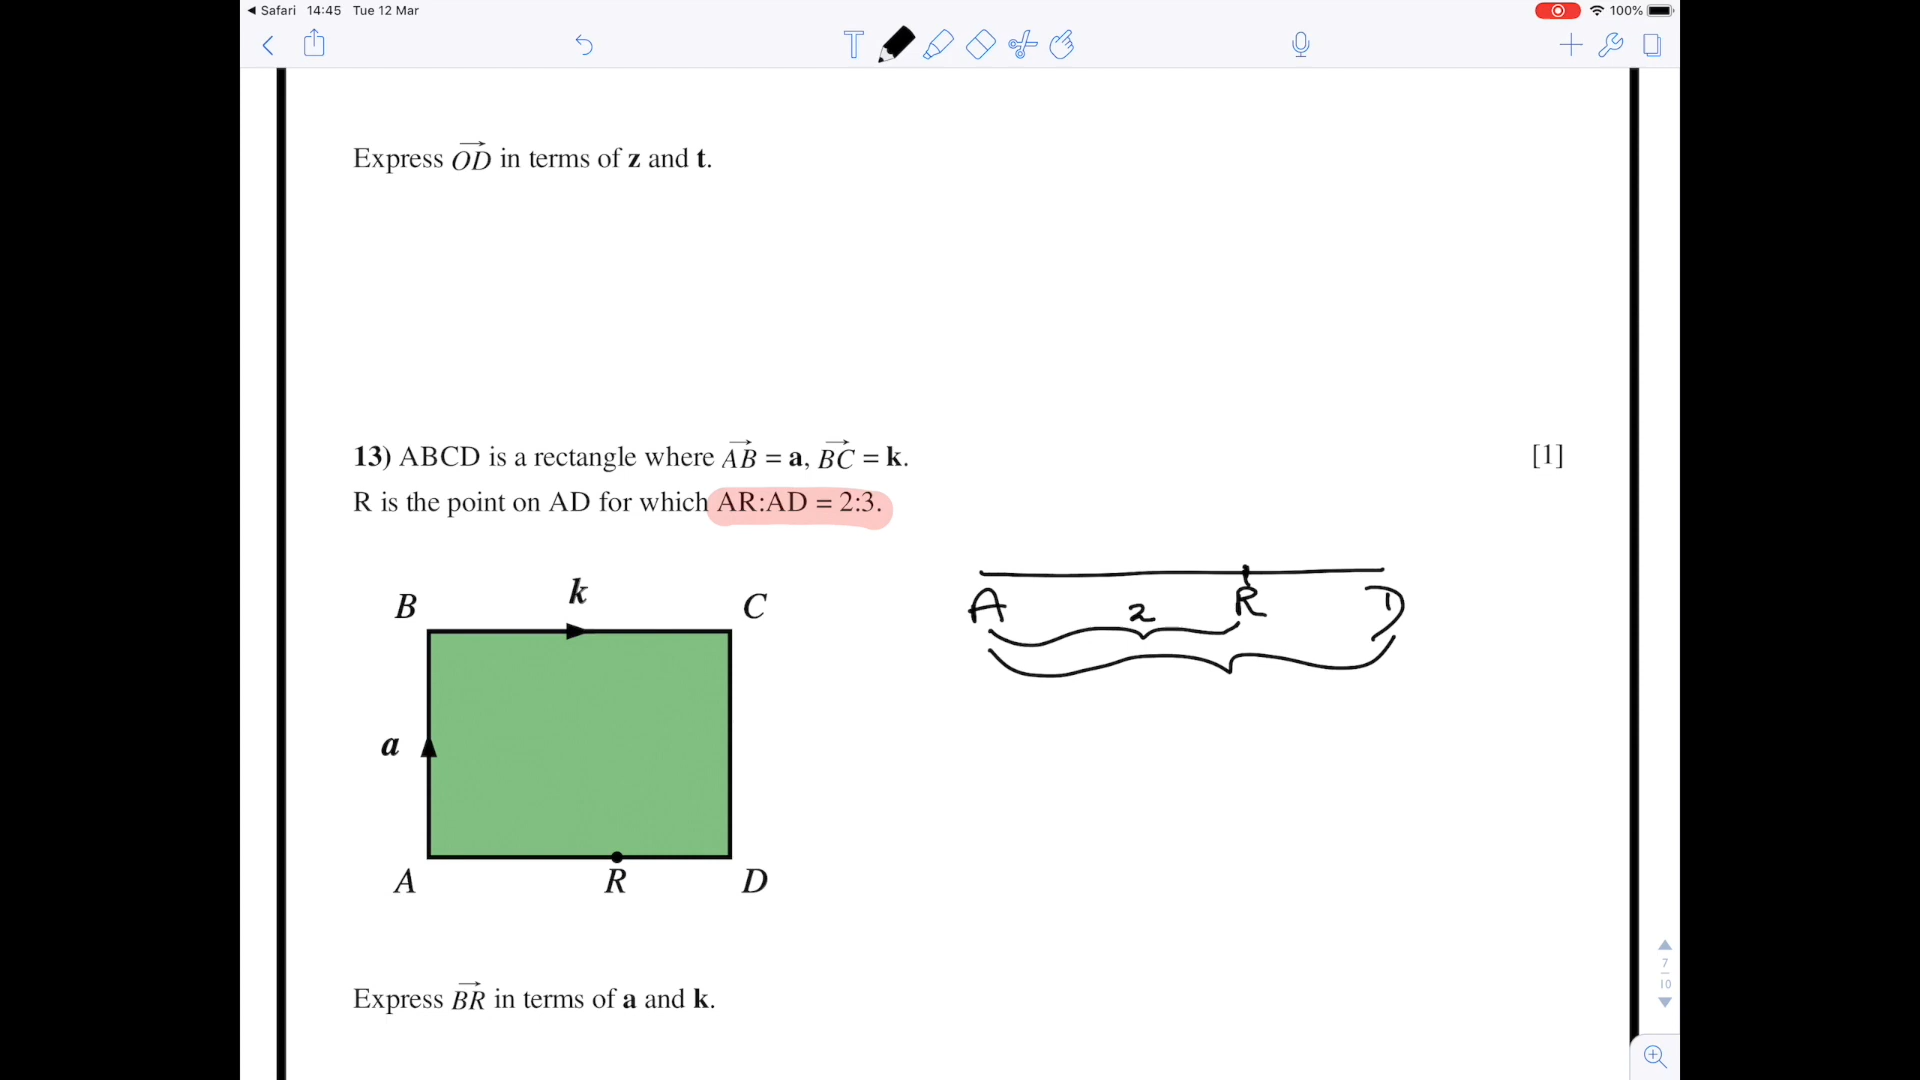 ◀ Safari 14:45 Tue 12 Mar
100%
T
Express OD in terms of z and t.
13) ABCD is a rectangle where AB = a, BC = k. [1]
R is the point on AD for which AR:AD = 2:3.
B k C
a
A R D
A 2 R D
Express BR in terms of a and k.
7
10